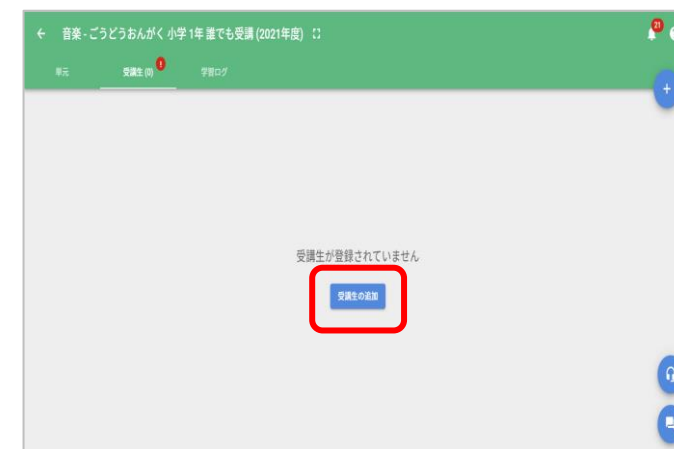 音楽 - ごうどうおんがく 小学 1年 誰でも受講 (2021年度)
21
単元
受講生 (0)
!
学習ログ
受講生が登録されていません
受講生の追加